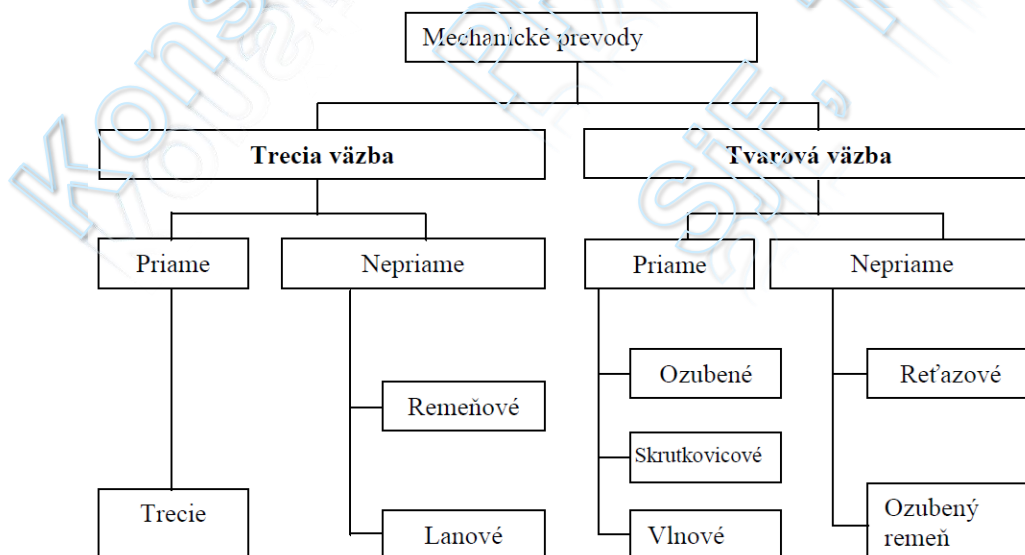 Mechanické prevody
Trecia väzba
Tvarová väzba
Priame
Nepriame
Priame
Nepriame
Ozubené
Reťazové
Remeňové
Skrutkovicové
Trecie
Lanové
Vlnové
Ozubený
remeň